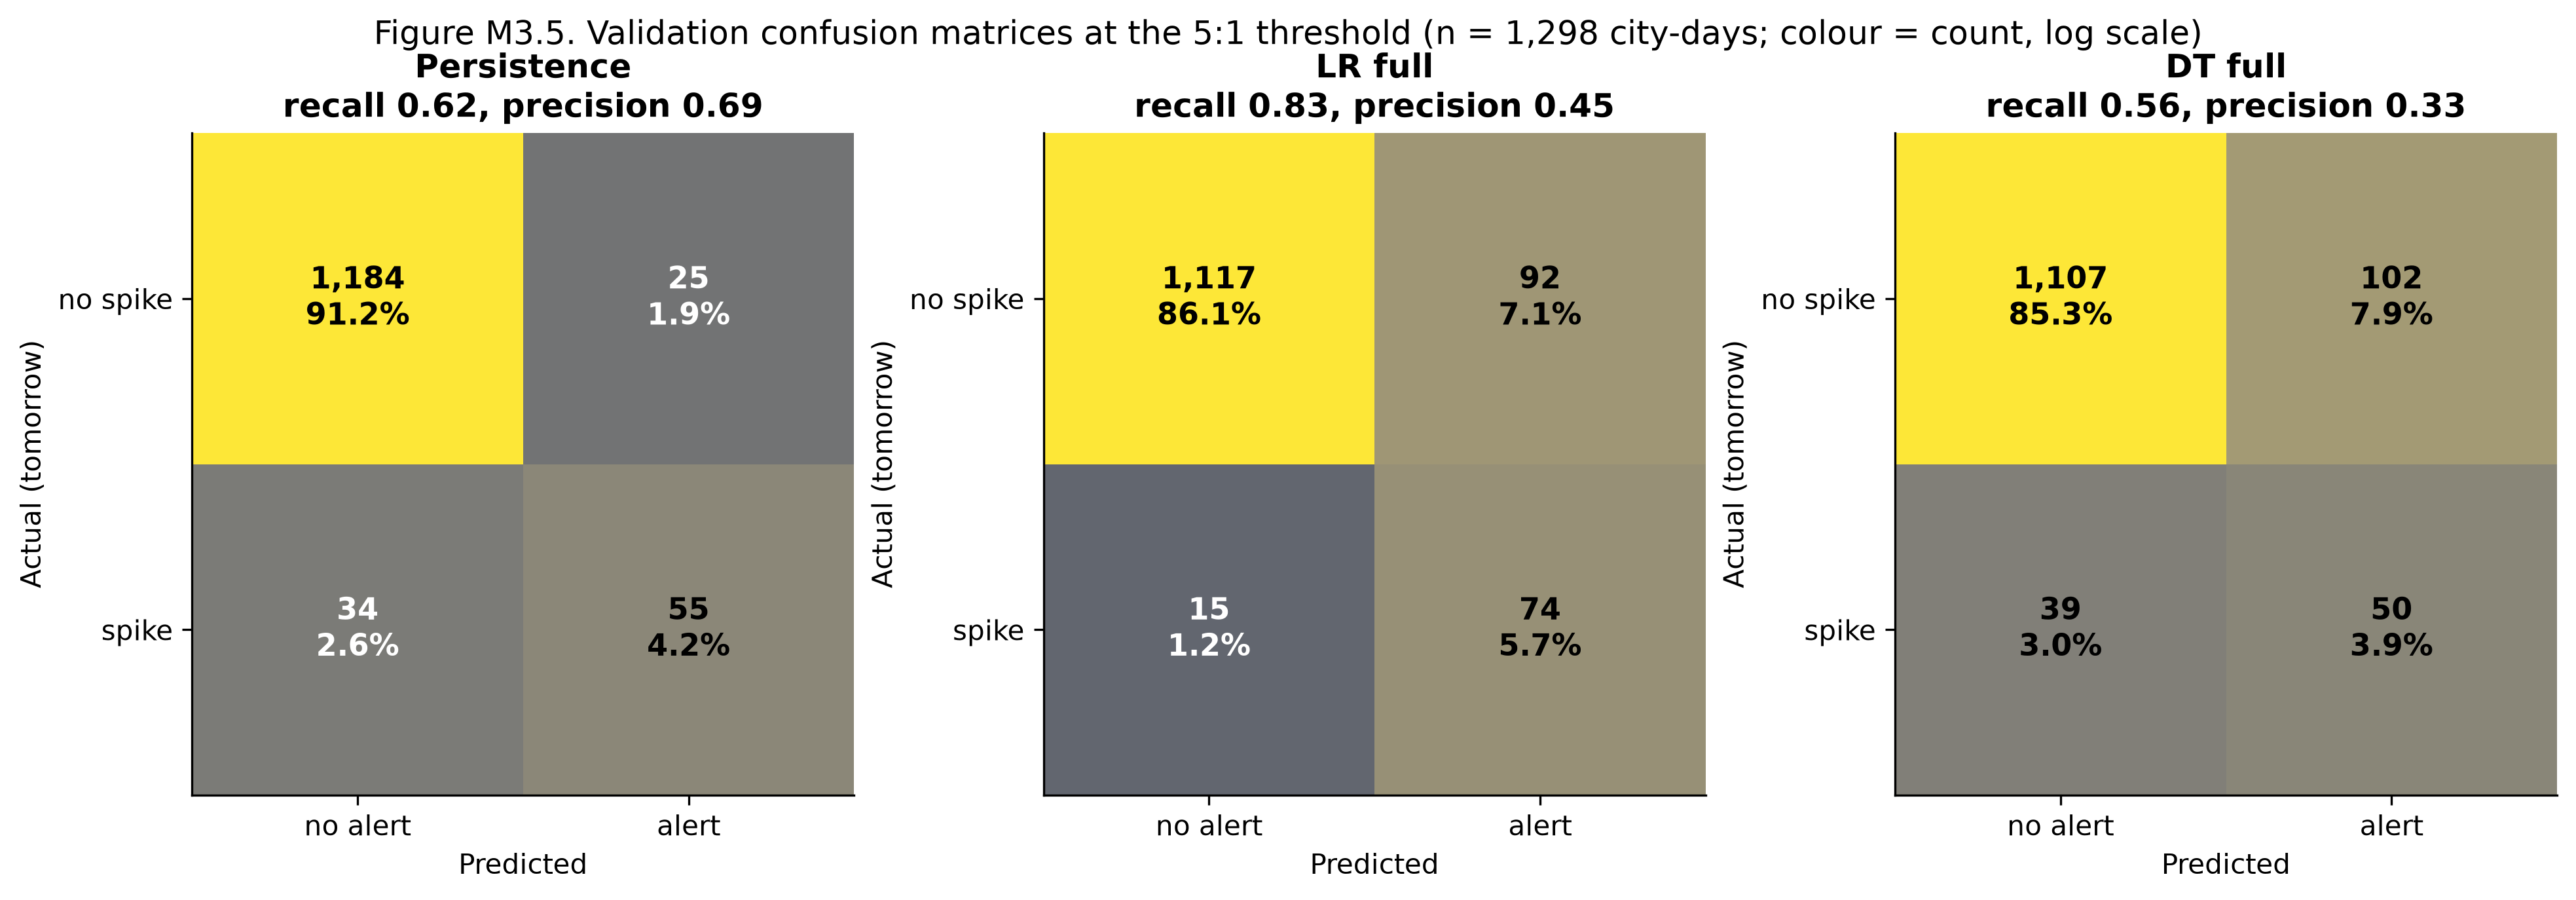 Figure M3.5. Validation confusion matrices at the 5:1 threshold (n = 1,298 city-days; colour = count, log scale)
Persistence
recall 0.62, precision 0.69
Actual (tomorrow)
no spike
1,184
91.2%
25
1.9%
spike
34
2.6%
55
4.2%
no alert
alert
Predicted
LR full
recall 0.83, precision 0.45
Actual (tomorrow)
no spike
1,117
86.1%
92
7.1%
spike
15
1.2%
74
5.7%
no alert
alert
Predicted
DT full
recall 0.56, precision 0.33
Actual (tomorrow)
no spike
1,107
85.3%
102
7.9%
spike
39
3.0%
50
3.9%
no alert
alert
Predicted